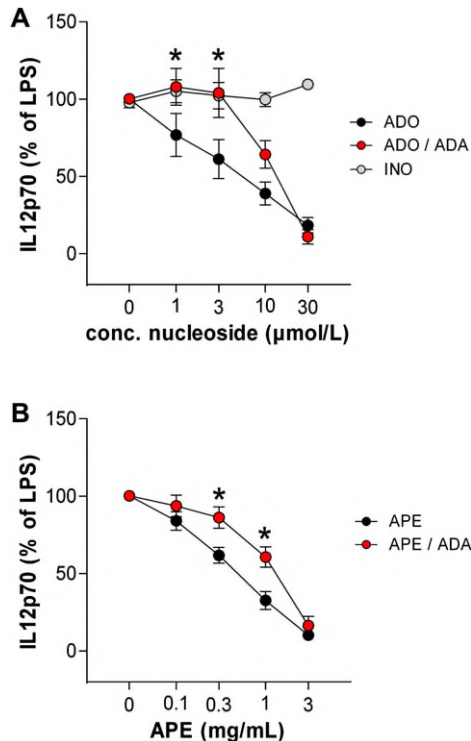 A
150
100
50
0
IL12p70 (% of LPS)
* *
0 1 3 10 30
conc. nucleoside (µmol/L)
ADO
ADO / ADA
INO
B
150
100
50
0
IL12p70 (% of LPS)
* *
0 0.1 0.3 1 3
APE (mg/mL)
APE
APE / ADA